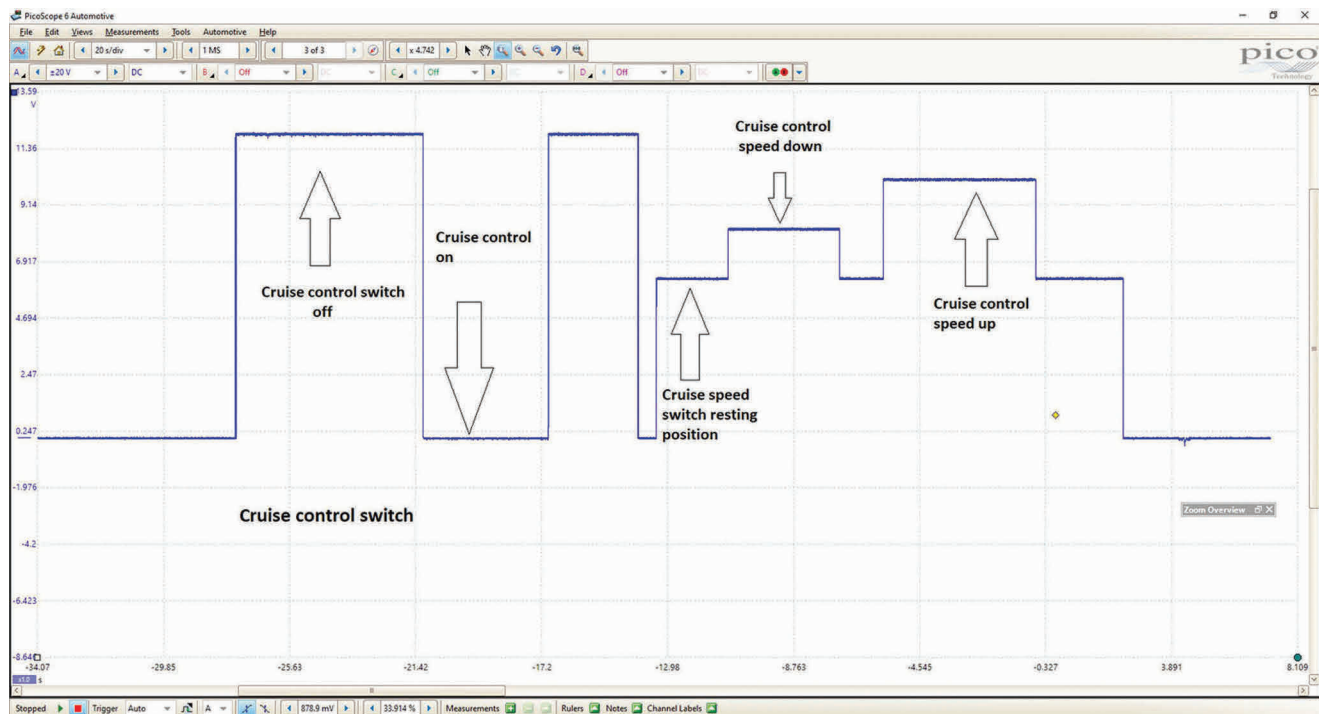 PicoScope 6 Automotive
File Edit Views Measurements Tools Automotive Help
20 s/div 1 MS 3 of 3 x 4.742
pico
Technology
A ±20 V DC B Off DC C Off DC D Off DC
13.59
V
11.36
9.14
6.917
4.694
2.47
0.247
-1.976
-4.2
-6.423
-8.646
Cruise control switch
off
Cruise control
on
Cruise control
speed down
Cruise speed
switch resting
position
Cruise control
speed up
Cruise control switch
Zoom Overview
-34.07 -29.85 -25.63 -21.42 -17.2 -12.98 -8.763 -4.545 -0.327 3.891 8.109
x1.0 s
Stopped Trigger Auto A 878.9 mV 33.914 % Measurements Rulers Notes Channel Labels